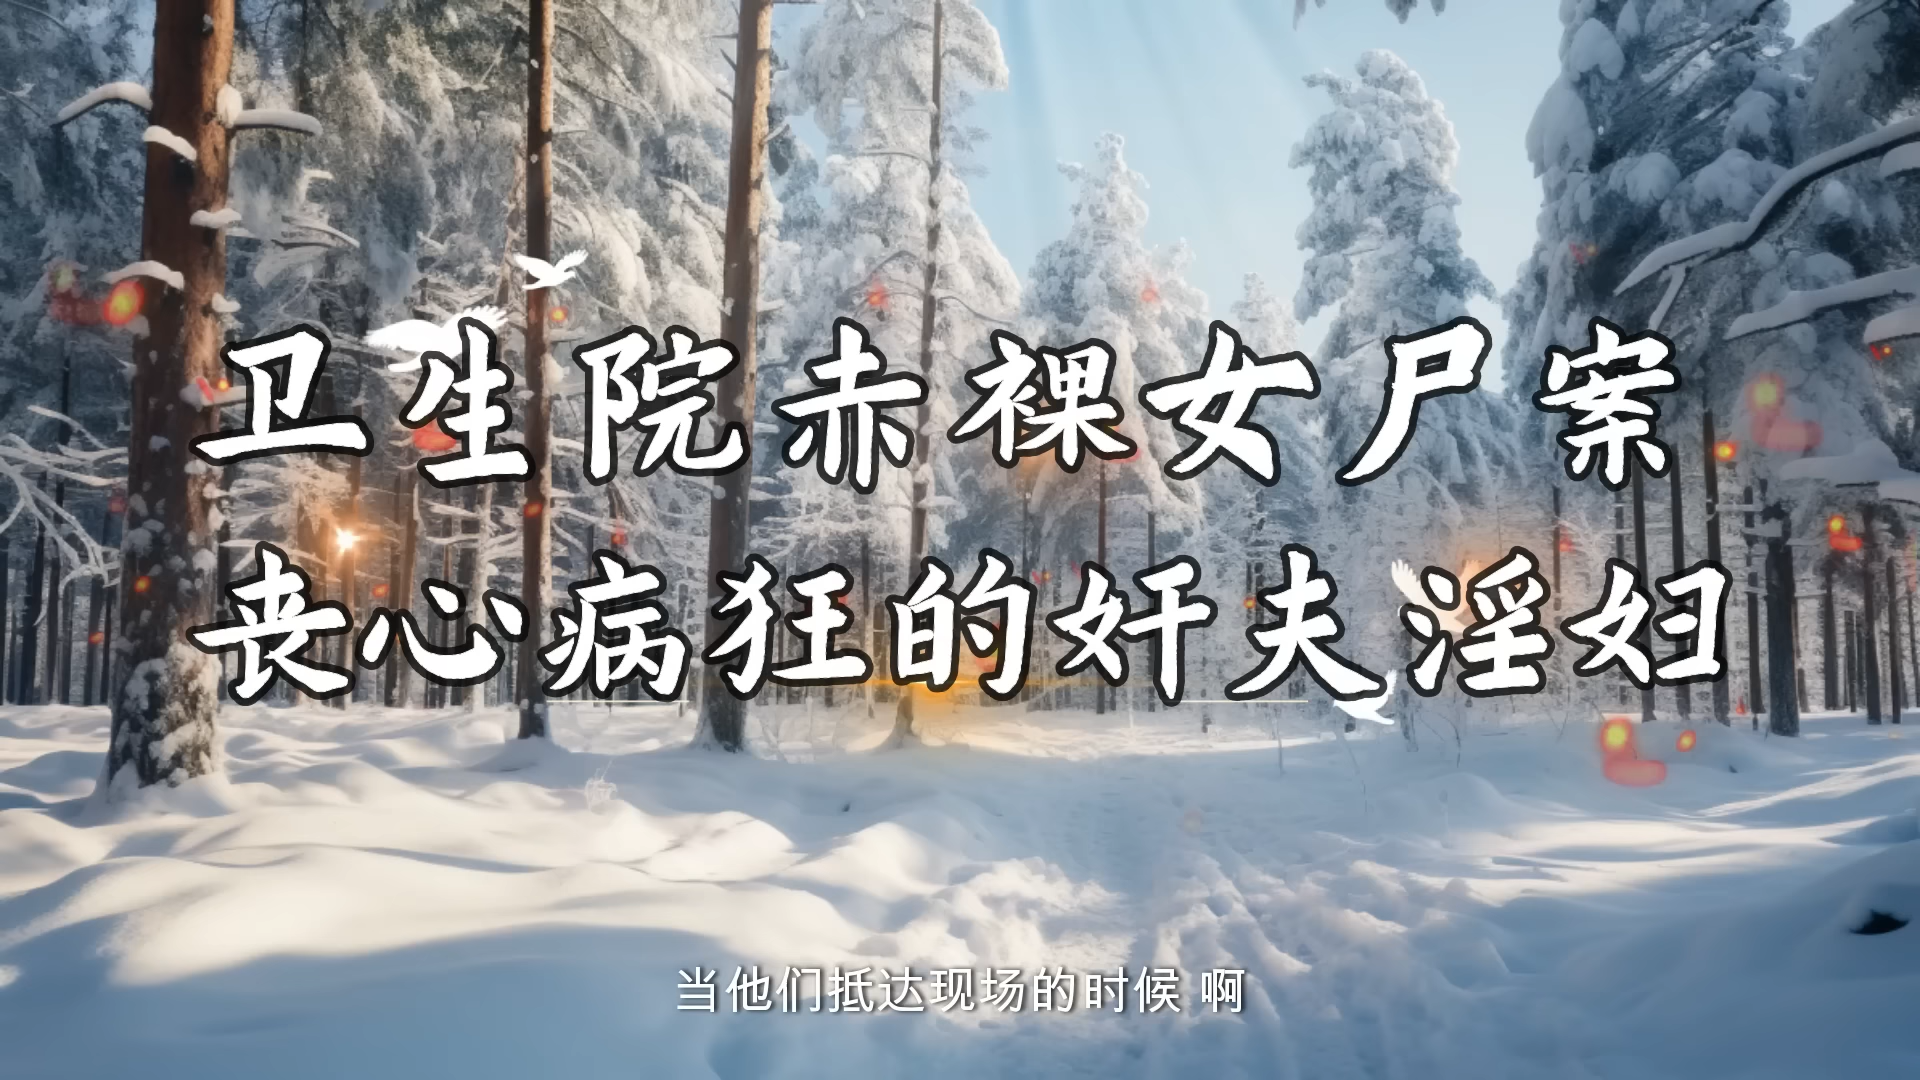 卫生院赤裸女尸案
丧心病狂的奸夫淫妇
当他们抵达现场的时候 啊